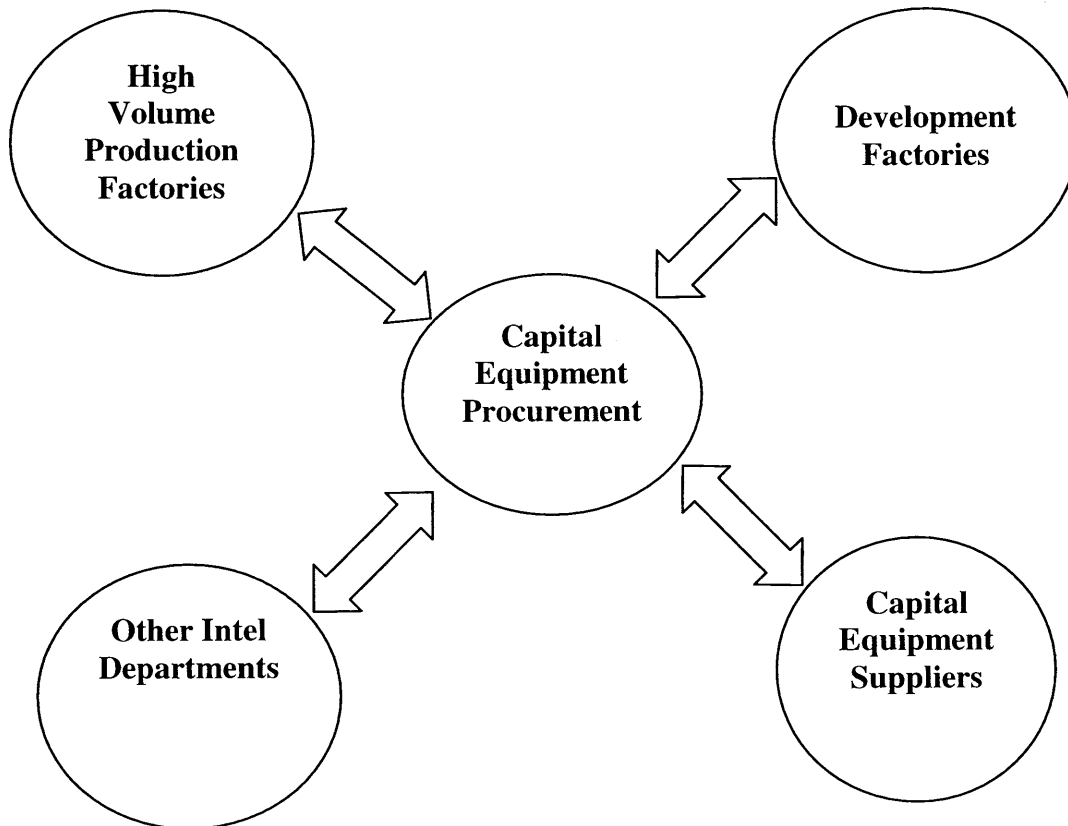 High
Volume
Production
Factories
Development
Factories
Capital
Equipment
Procurement
Other Intel
Departments
Capital
Equipment
Suppliers